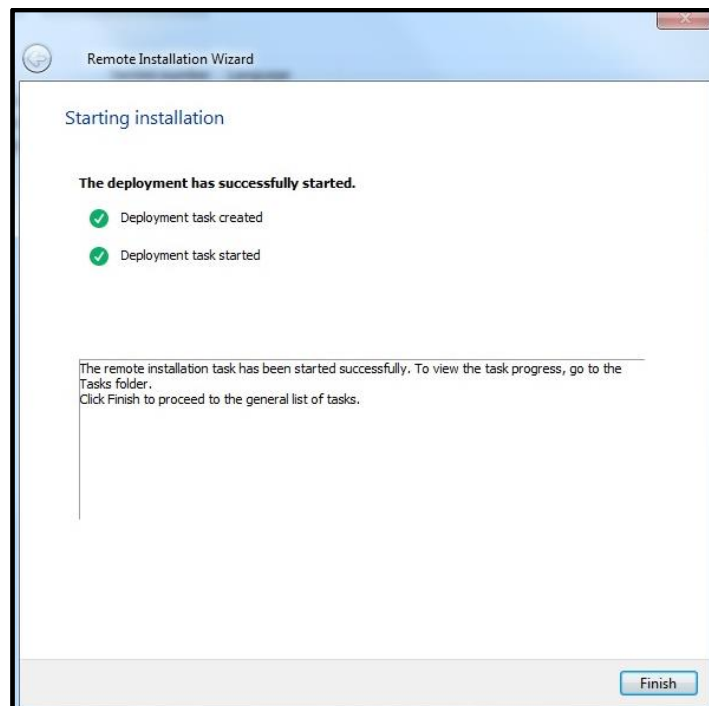 Remote Installation Wizard
Starting installation
The deployment has successfully started.
Deployment task created
Deployment task started
The remote installation task has been started successfully. To view the task progress, go to the
Tasks folder.
Click Finish to proceed to the general list of tasks.
Finish